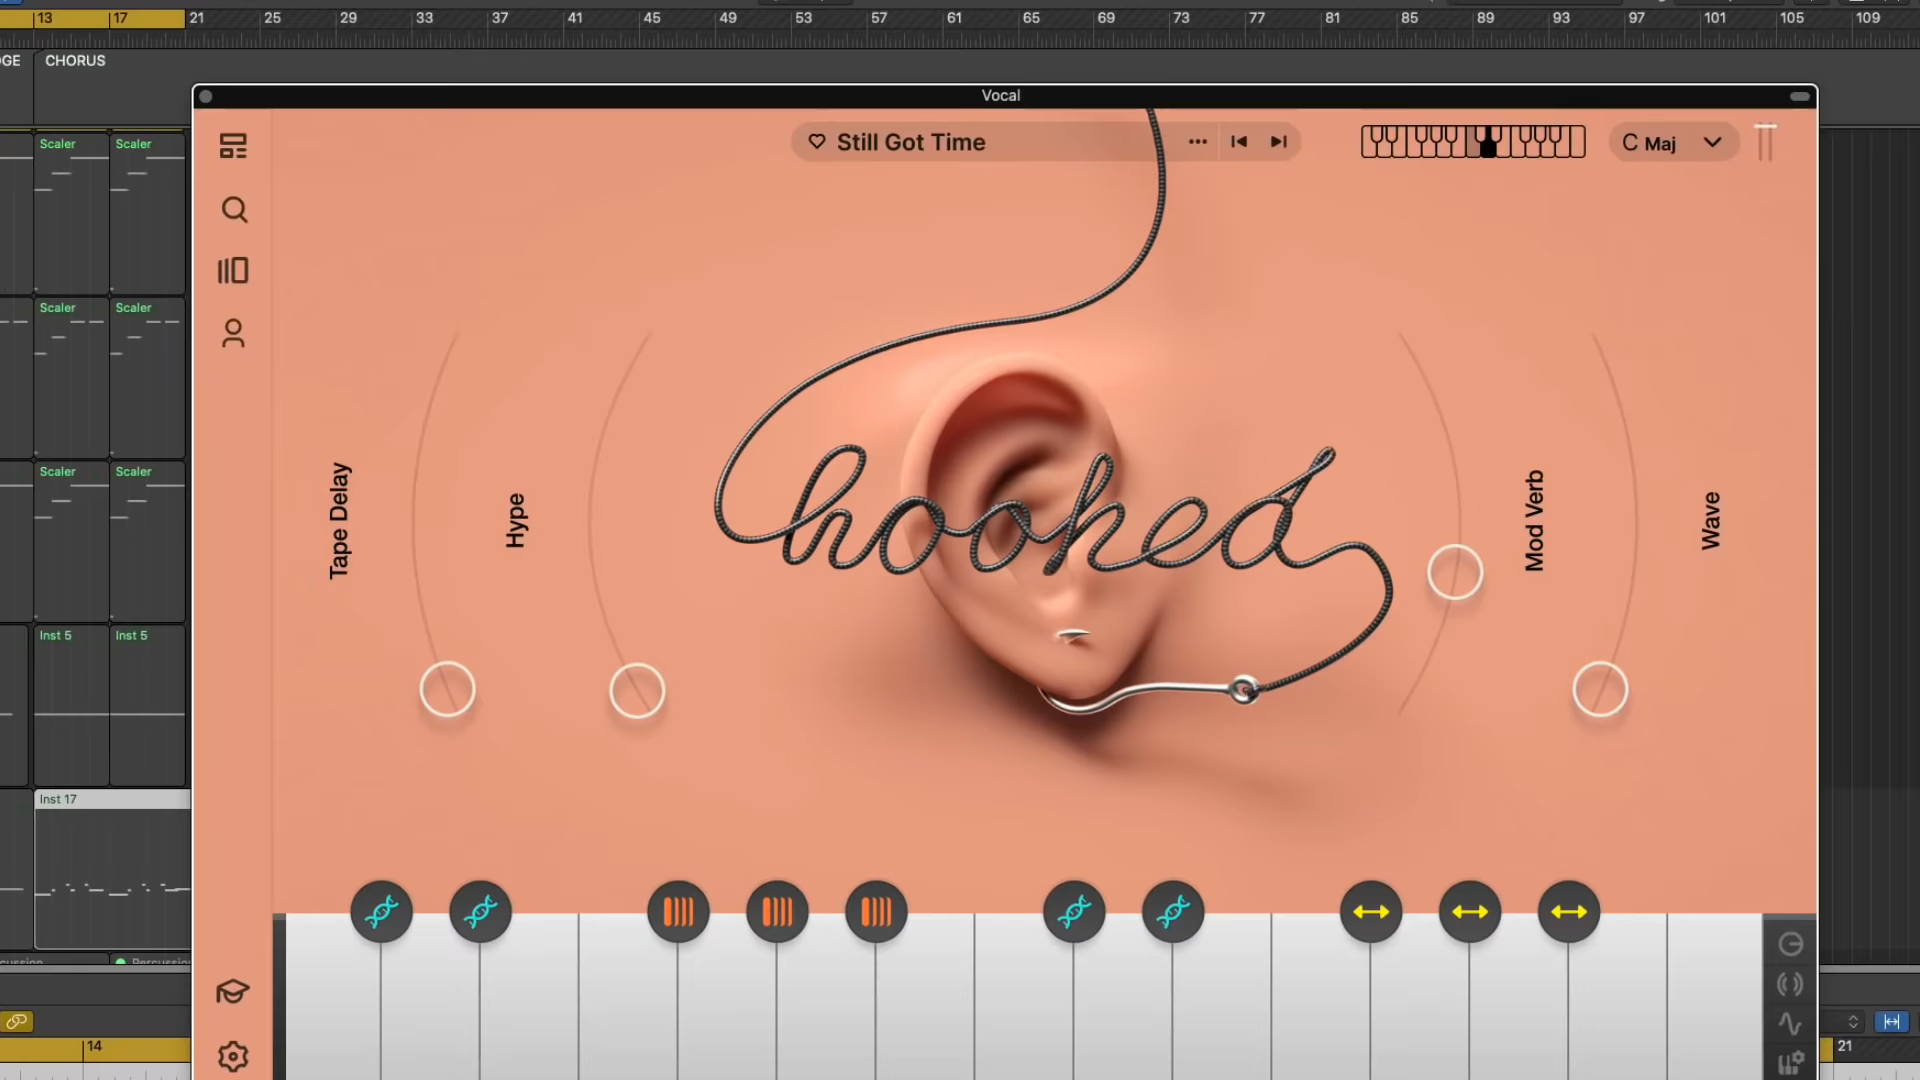 13 17 21 25 29 33 37 41 45 49 53 57 61 65 69 73 77 81 85 89 93 97 101 105 109
GE CHORUS
Vocal
Still Got Time
C Maj
Scaler Scaler
Scaler Scaler
Scaler Scaler
Inst 5 Inst 5
Inst 17
Tape Delay
Hype
hooked
Mod Verb
Wave
14 21